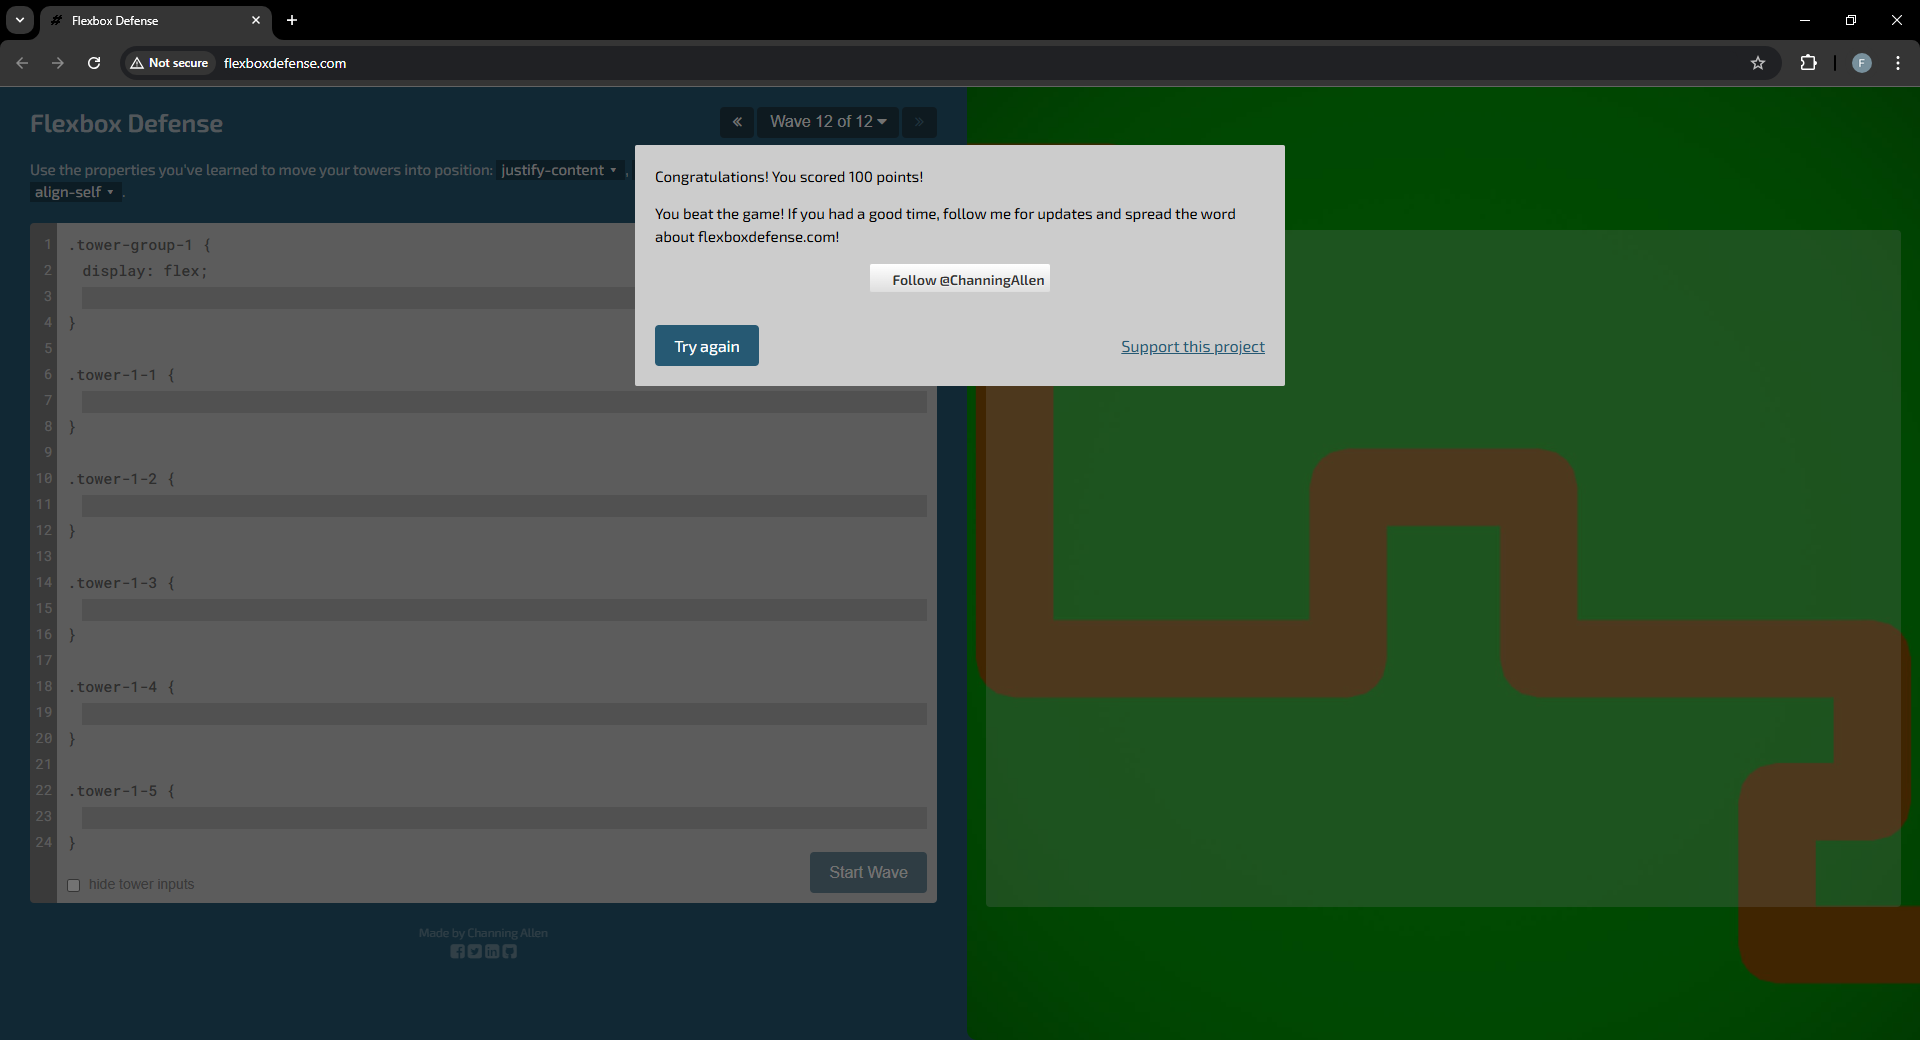 Flexbox Defense
Not secure
flexboxdefense.com
F
Flexbox Defense
« Wave 12 of 12 »
Use the properties you've learned to move your towers into position: justify-content ,
align-self .
1 .tower-group-1 {
2 display: flex;
3
4 }
5
6 .tower-1-1 {
7
8 }
9
10 .tower-1-2 {
11
12 }
13
14 .tower-1-3 {
15
16 }
17
18 .tower-1-4 {
19
20 }
21
22 .tower-1-5 {
23
24 }
hide tower inputs
Start Wave
Made by Channing Allen
Congratulations! You scored 100 points!
You beat the game! If you had a good time, follow me for updates and spread the word
about flexboxdefense.com!
Follow @ChanningAllen
Try again
Support this project